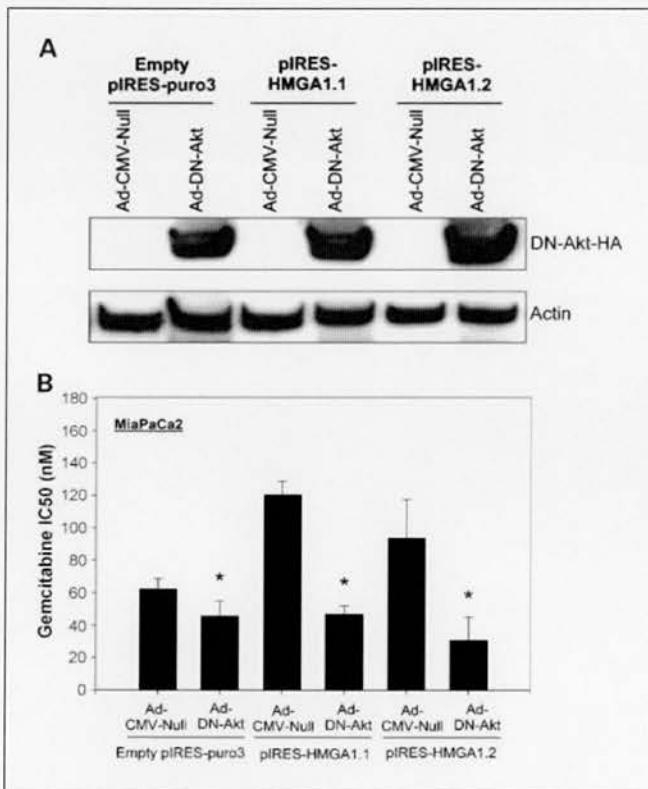 A
Empty pIRES-puro3
pIRES-HMGA1.1
pIRES-HMGA1.2
Ad-CMV-Null
Ad-DN-Akt
Ad-CMV-Null
Ad-DN-Akt
Ad-CMV-Null
Ad-DN-Akt
DN-Akt-HA
Actin
B
180
160
140
120
100
80
60
40
20
0
Gemcitabine IC50 (nM)
MiaPaCa2
*
*
*
Ad-CMV-Null
Ad-DN-Akt
Ad-CMV-Null
Ad-DN-Akt
Ad-CMV-Null
Ad-DN-Akt
Empty pIRES-puro3
pIRES-HMGA1.1
pIRES-HMGA1.2